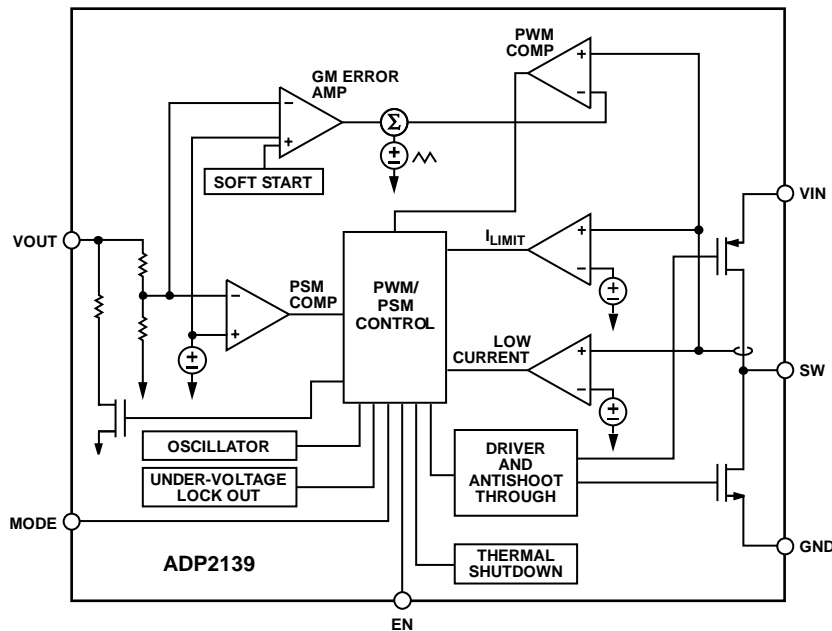 PWM
COMP
GM ERROR
AMP
+
−
−
+
Σ
+
−
SOFT START
VIN
VOUT
I LIMIT
+
−
+
−
PSM
COMP
PWM/
PSM
CONTROL
−
+
+
−
LOW
CURRENT
+
−
+
−
SW
OSCILLATOR
DRIVER
AND
ANTISHOOT
THROUGH
UNDER-VOLTAGE
LOCK OUT
MODE
GND
THERMAL
SHUTDOWN
ADP2139
EN